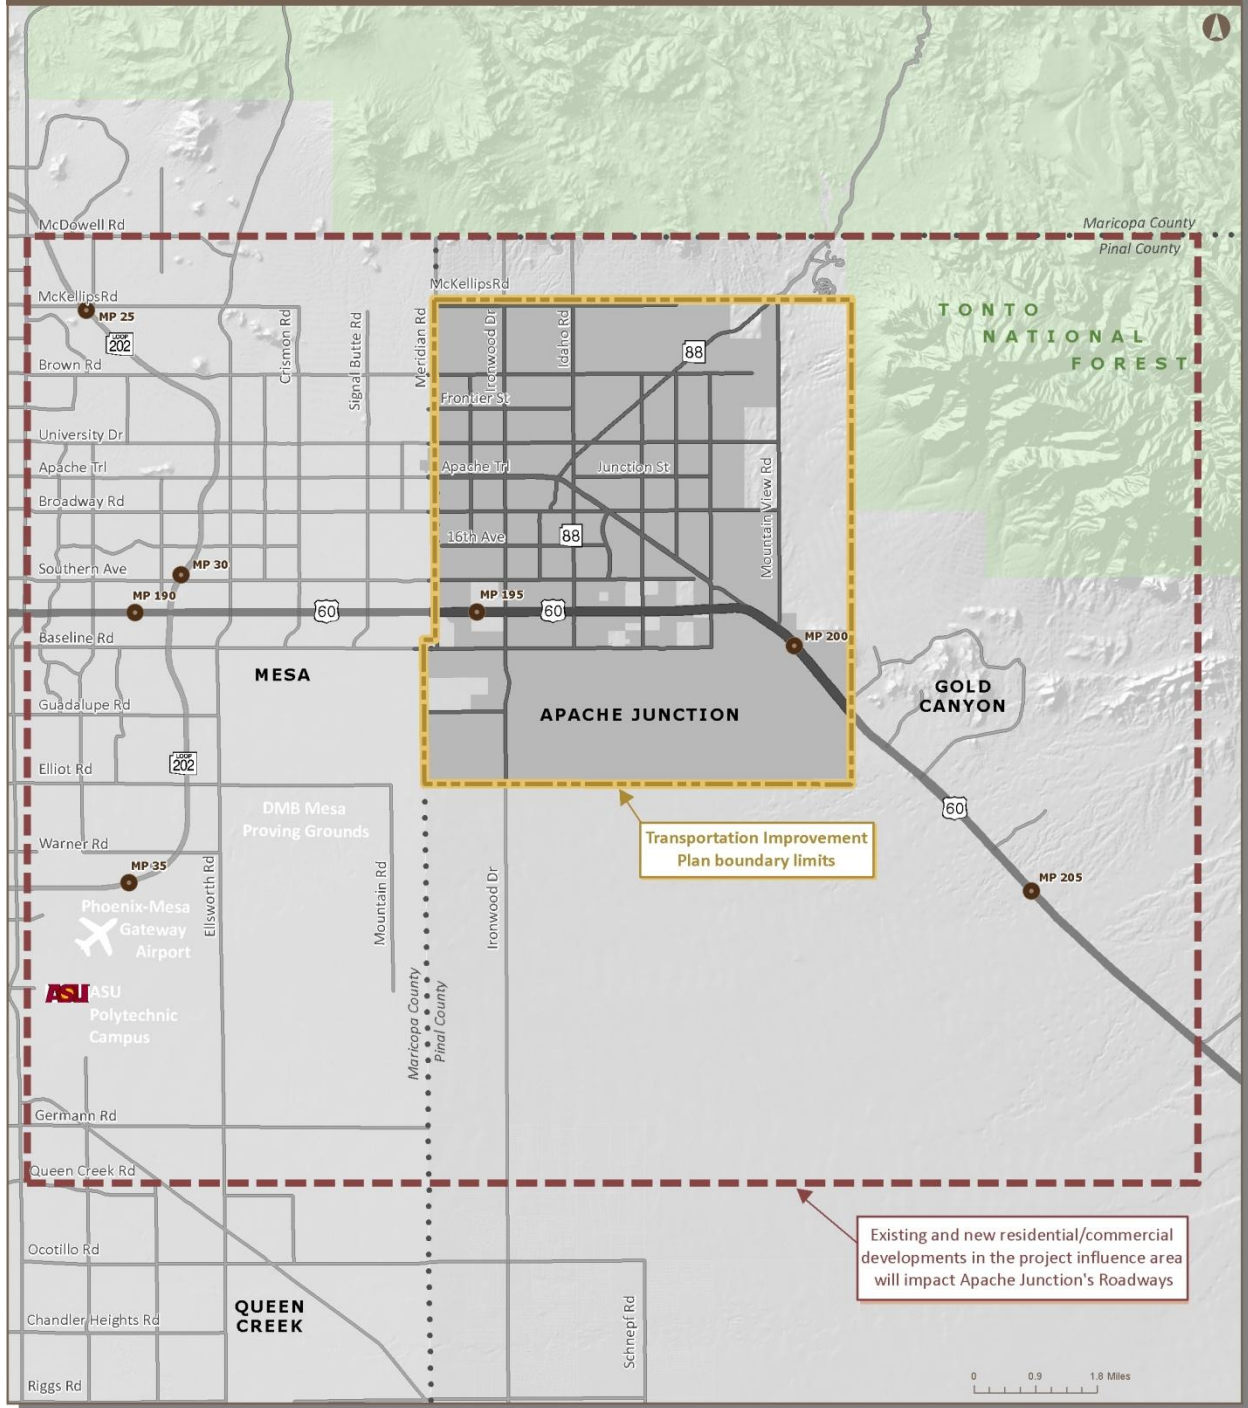 McDowell Rd
Maricopa County
Pinal County
McKellipsRd
McKellipsRd
MP 25
LOOP
202
Crismon Rd
Signal Butte Rd
Meridian Rd
Ironwood Dr
Idaho Rd
88
TONTO
NATIONAL
FOREST
Brown Rd
Frontier St
University Dr
Apache Trl
Apache Trl
Junction St
Broadway Rd
Mountain View Rd
16th Ave
88
Southern Ave
MP 30
MP 190
60
MP 195
60
Baseline Rd
MP 200
MESA
GOLD
CANYON
Guadalupe Rd
APACHE JUNCTION
Elliot Rd
LOOP
202
DMB Mesa
Proving Grounds
60
Transportation Improvement
Plan boundary limits
Warner Rd
MP 35
Ellsworth Rd
Mountain Rd
Ironwood Dr
MP 205
Phoenix-Mesa
Gateway
Airport
ASU
ASU
Polytechnic
Campus
Maricopa County
Pinal County
Germann Rd
Queen Creek Rd
Existing and new residential/commercial
developments in the project influence area
will impact Apache Junction's Roadways
Ocotillo Rd
QUEEN
CREEK
Chandler Heights Rd
Schnepf Rd
Riggs Rd
0 0.9 1.8 Miles